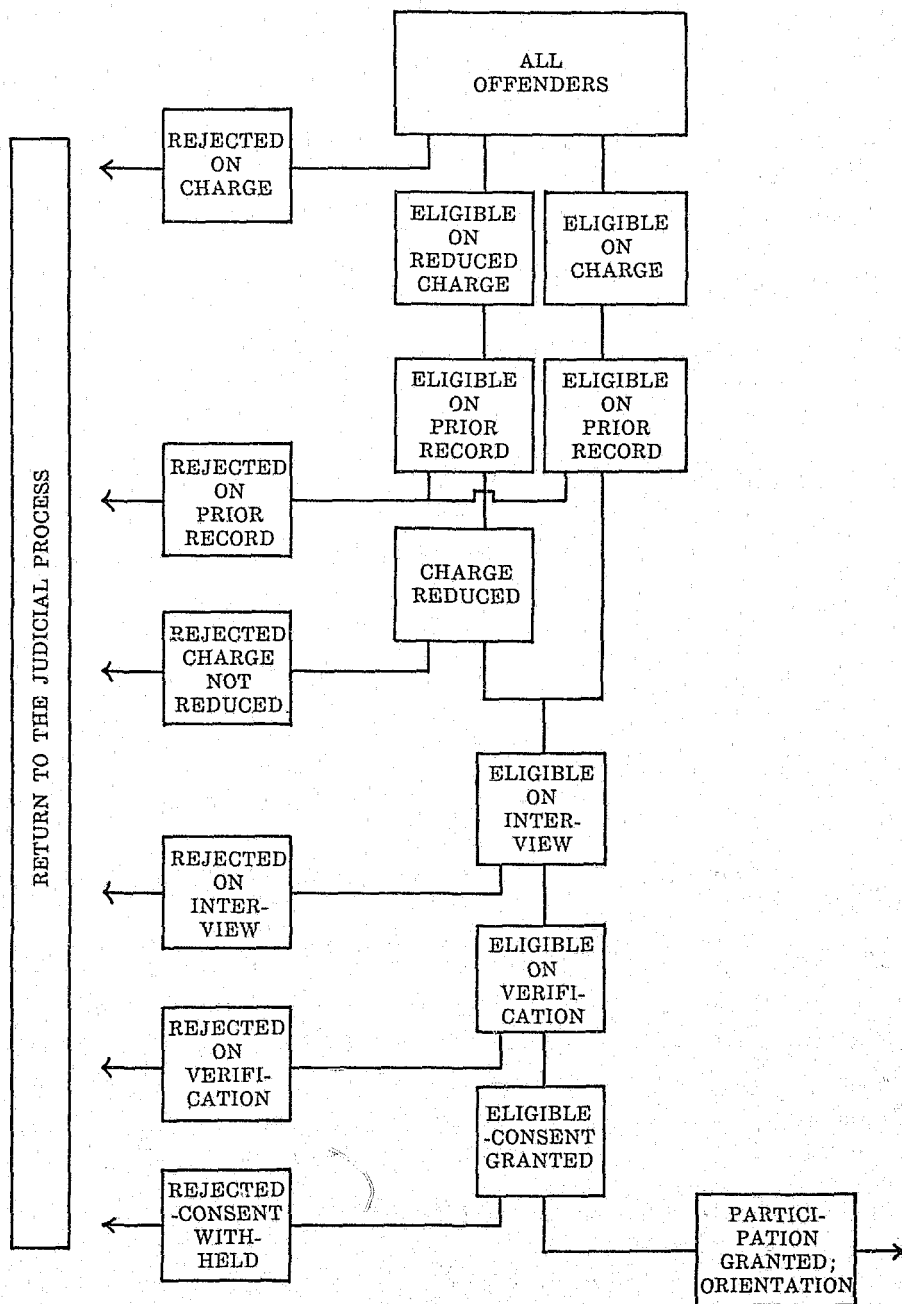 ALL
OFFENDERS
REJECTED
ON
CHARGE
ELIGIBLE
ON
REDUCED
CHARGE
ELIGIBLE
ON
CHARGE
ELIGIBLE
ON
PRIOR
RECORD
ELIGIBLE
ON
PRIOR
RECORD
REJECTED
ON
PRIOR
RECORD
CHARGE
REDUCED
REJECTED
CHARGE
NOT
REDUCED
RETURN TO THE JUDICIAL PROCESS
ELIGIBLE
ON
INTER-
VIEW
REJECTED
ON
INTER-
VIEW
ELIGIBLE
ON
VERIFI-
CATION
REJECTED
ON
VERIFI-
CATION
ELIGIBLE
-CONSENT
GRANTED
REJECTED
-CONSENT
WITH-
HELD
PARTICI-
PATION
GRANTED;
ORIENTATION